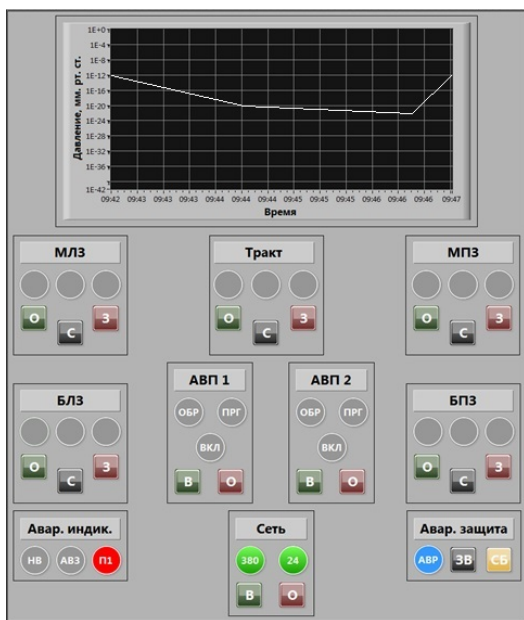 Давление, мм. рт. ст.
1E+0
1E-4
1E-8
1E-12
1E-16
1E-20
1E-24
1E-28
1E-32
1E-36
1E-42
09:42 09:43 09:43 09:43 09:44 09:44 09:44 09:45 09:45 09:45 09:46 09:46 09:46 09:47
Время
МЛЗ Тракт МПЗ
О С З О С З О С З
АВП 1 АВП 2
ОБР ПРГ ОБР ПРГ
ВКЛ ВКЛ
В О В О
БЛЗ БПЗ
О С З О С З
Авар. индик. Сеть Авар. защита
НВ АВЗ П1 380 24 АВР ЗВ СБ
В О